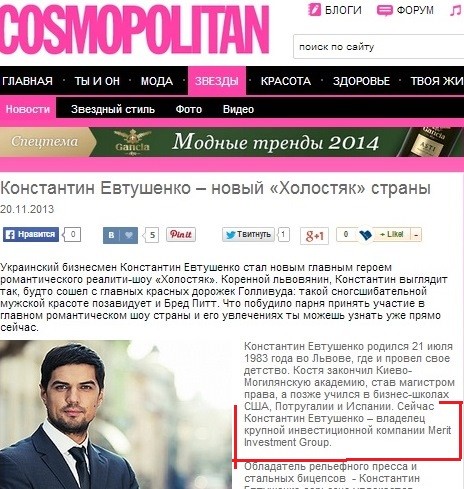 COSMOPOLITAN
БЛОГИ
ФОРУМ
поиск по сайту
ГЛАВНАЯ • ТЫ И ОН • МОДА ЗВЕЗДЫ КРАСОТА • ЗДОРОВЬЕ • ТВОЯ ЖИ
Новости Звездный стиль Фото Видео
Спецтема GANCIA Модные тренды 2014 ASTI
Константин Евтушенко – новый «Холостяк» страны
20.11.2013
Нравится 0 В 5 Pinit Твитнуть 1 g+1 0 + Like! -
Украинский бизнесмен Константин Евтушенко стал новым главным героем
романтического реалити-шоу «Холостяк». Коренной львовянин, Константин выглядит
так, будто сошел с главных красных дорожек Голливуда: такой сногсшибательной
мужской красоте позавидует и Бред Питт. Что побудило парня принять участие в
главном романтическом шоу страны и его увлечениях ты можешь узнать уже прямо
сейчас.
Константин Евтушенко родился 21 июля
1983 года во Львове, где и провел свое
детство. Костя закончил Киево-
Могилянскую академию, став магистром
права, а позже учился в бизнес-школах
США, Потругалии и Испании. Сейчас
Константин Евтушенко – владелец
крупной инвестиционной компании Merit
Investment Group.
Обладатель рельефного пресса и
стальных бицепсов - Константин